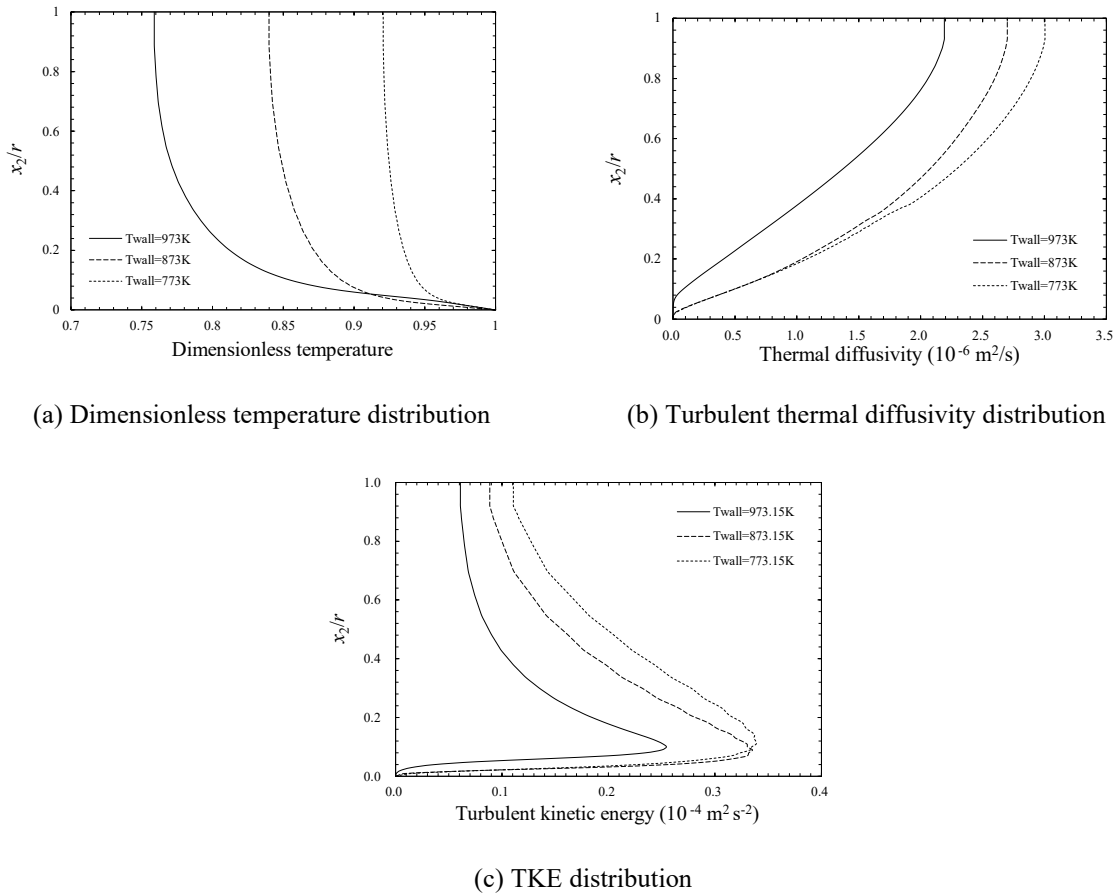 1
0.8
0.6
0.4
0.2
0
x₂/r
Twall=973K
Twall=873K
Twall=773K
0.7 0.75 0.8 0.85 0.9 0.95 1
Dimensionless temperature
(a) Dimensionless temperature distribution
1
0.8
0.6
0.4
0.2
0
x₂/r
Twall=973K
Twall=873K
Twall=773K
0.0 0.5 1.0 1.5 2.0 2.5 3.0 3.5
Thermal diffusivity (10⁻⁶ m²/s)
(b) Turbulent thermal diffusivity distribution
1.0
0.8
0.6
0.4
0.2
0.0
x₂/r
Twall=973.15K
Twall=873.15K
Twall=773.15K
0.0 0.1 0.2 0.3 0.4
Turbulent kinetic energy (10⁻⁴ m² s⁻²)
(c) TKE distribution